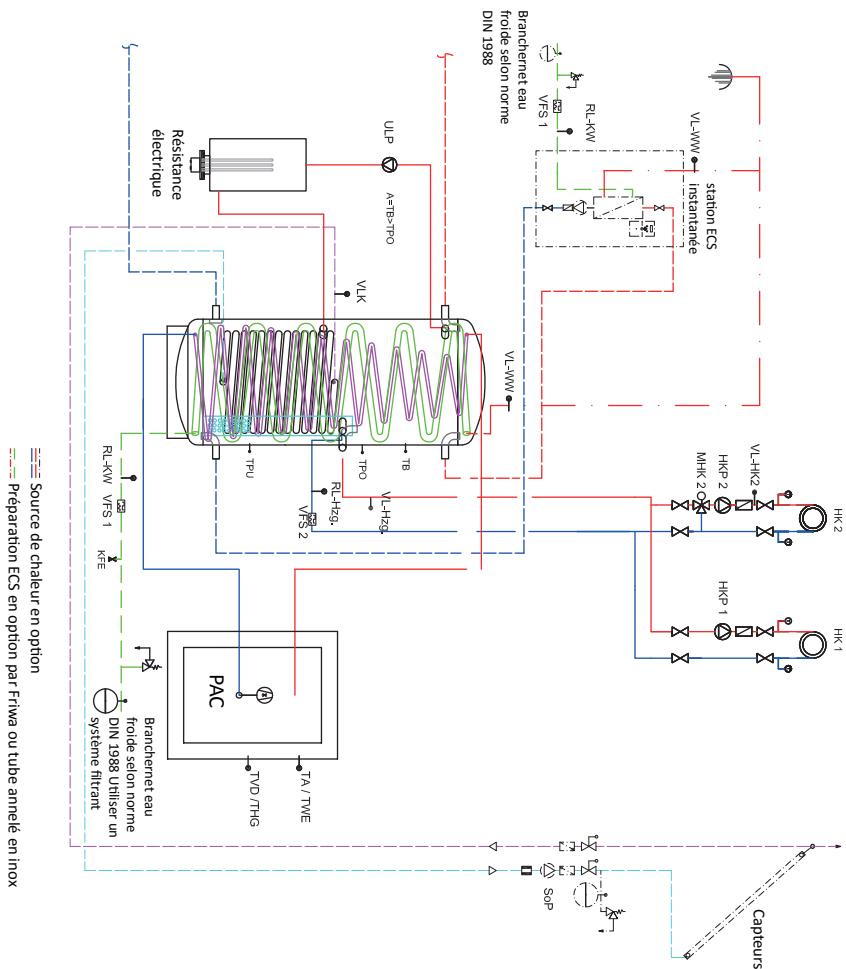 Branchernet eau
froide selon norme
DIN 1988
VFS 1
RL-KW
VL-WW
station ECS
instantanée
Résistance
électrique
ULP
A=TB>TPO
VLK
VL-WW
TPU
TPO
TB
RL-Hzg.
VFS 2
VL-Hzg.
VL-HK2
HKP 2
MHK 2
HK 2
HKP 1
HK 1
RL-KW
VFS 1
KFE
PAC
TVD /THG
TA / TWE
Branchernet eau
froide selon norme
DIN 1988 Utiliser un
système filtrant
SoP
Capteurs
Source de chaleur en option
Préparation ECS en option par Friwa ou tube annelé en inox